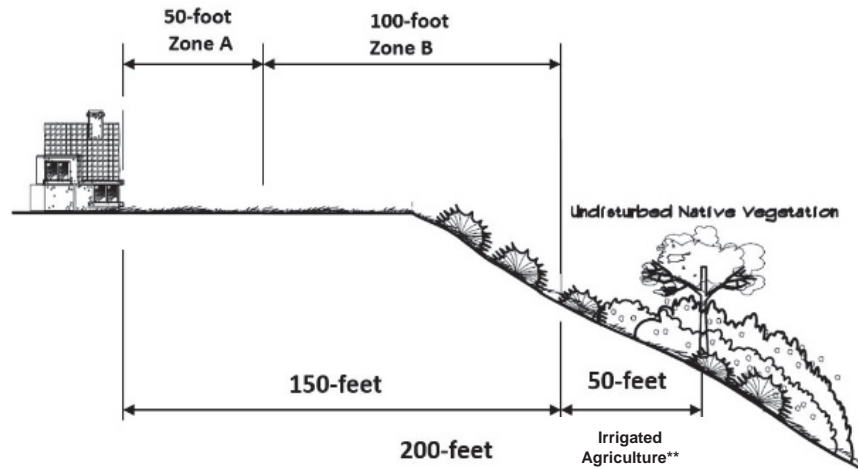 50-foot
Zone A
100-foot
Zone B
Undisturbed Native Vegetation
150-feet
50-feet
200-feet
Irrigated
Agriculture**